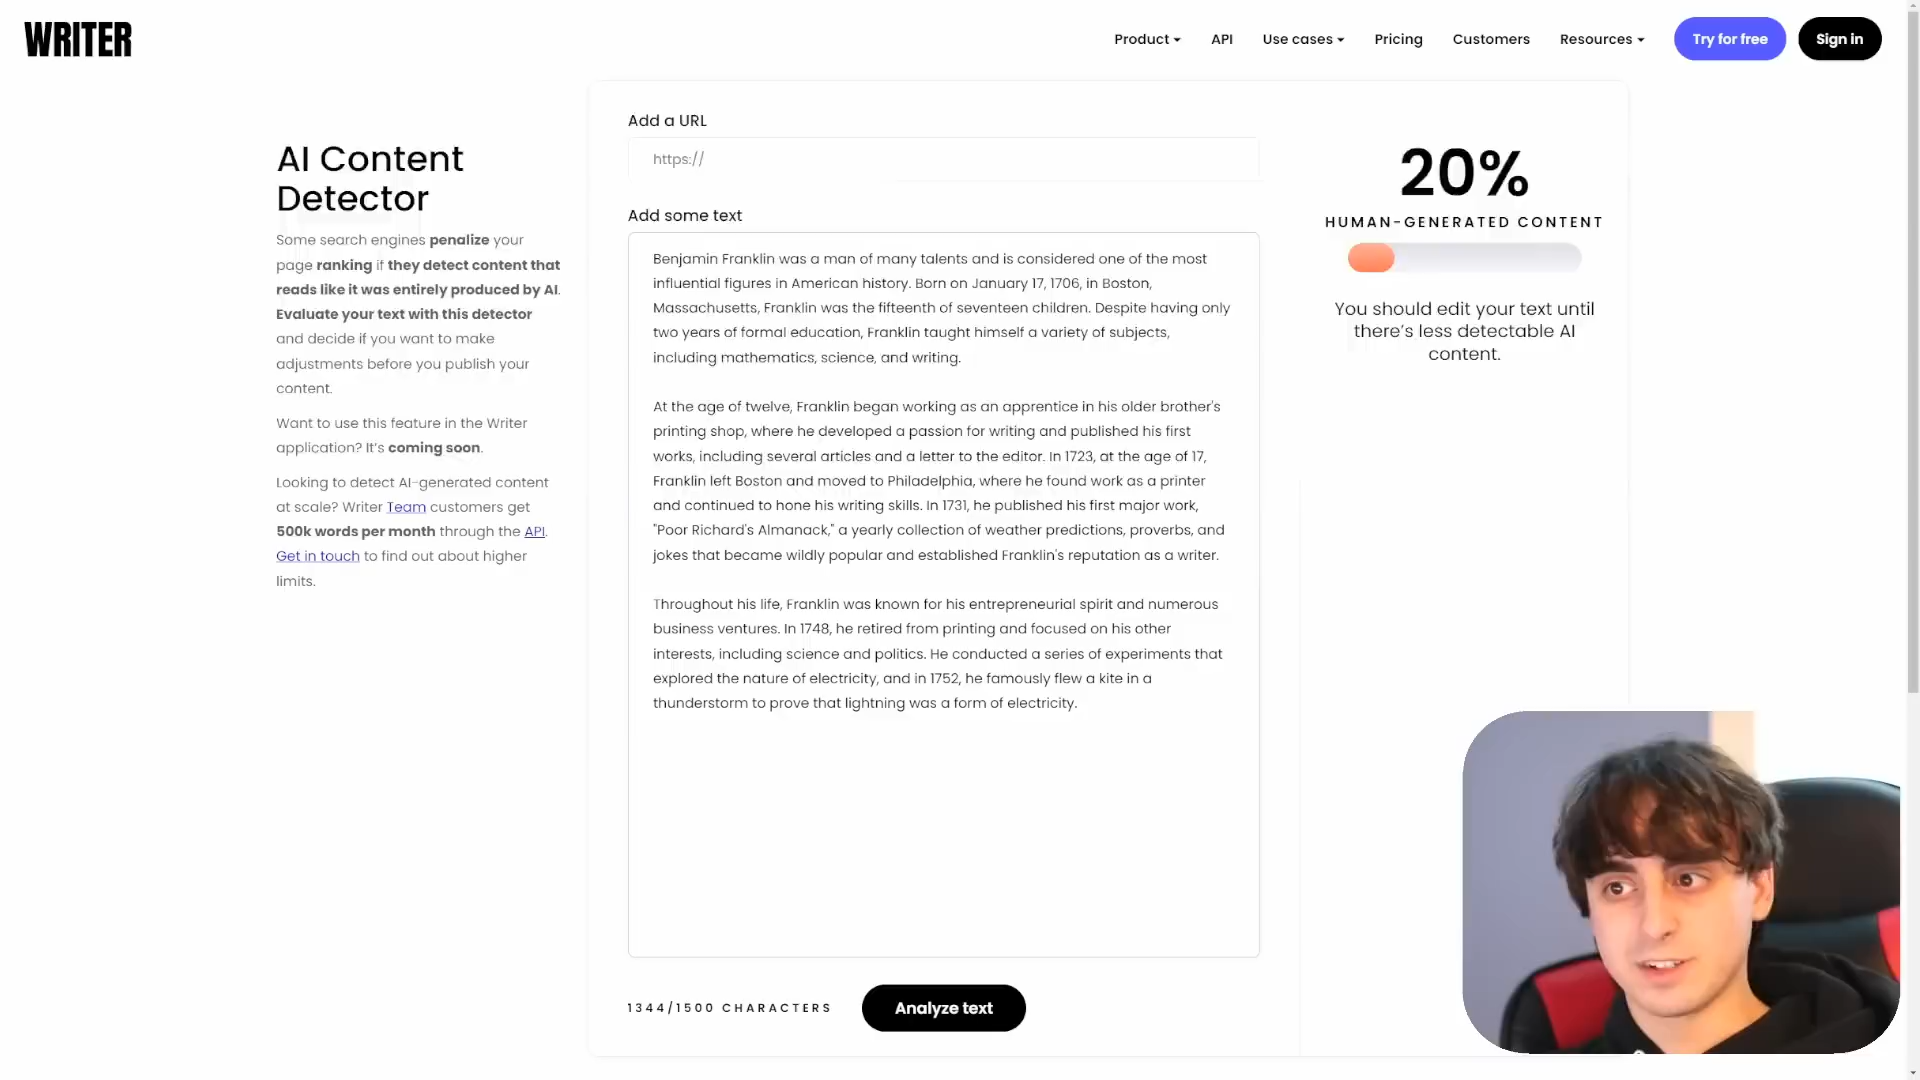 WRITER
Product
API
Use cases
Pricing
Customers
Resources
Try for free
Sign in
AI Content
Detector
Some search engines penalize your
page ranking if they detect content that
reads like it was entirely produced by AI.
Evaluate your text with this detector
and decide if you want to make
adjustments before you publish your
content.
Want to use this feature in the Writer
application? It's coming soon.
Looking to detect AI-generated content
at scale? Writer Team customers get
500k words per month through the API.
Get in touch to find out about higher
limits.
Add a URL
https://
Add some text
Benjamin Franklin was a man of many talents and is considered one of the most
influential figures in American history. Born on January 17, 1706, in Boston,
Massachusetts, Franklin was the fifteenth of seventeen children. Despite having only
two years of formal education, Franklin taught himself a variety of subjects,
including mathematics, science, and writing.
At the age of twelve, Franklin began working as an apprentice in his older brother's
printing shop, where he developed a passion for writing and published his first
works, including several articles and a letter to the editor. In 1723, at the age of 17,
Franklin left Boston and moved to Philadelphia, where he found work as a printer
and continued to hone his writing skills. In 1731, he published his first major work,
"Poor Richard's Almanack," a yearly collection of weather predictions, proverbs, and
jokes that became wildly popular and established Franklin's reputation as a writer.
Throughout his life, Franklin was known for his entrepreneurial spirit and numerous
business ventures. In 1748, he retired from printing and focused on his other
interests, including science and politics. He conducted a series of experiments that
explored the nature of electricity, and in 1752, he famously flew a kite in a
thunderstorm to prove that lightning was a form of electricity.
1344/1500 CHARACTERS
Analyze text
20%
HUMAN-GENERATED CONTENT
You should edit your text until
there's less detectable AI
content.